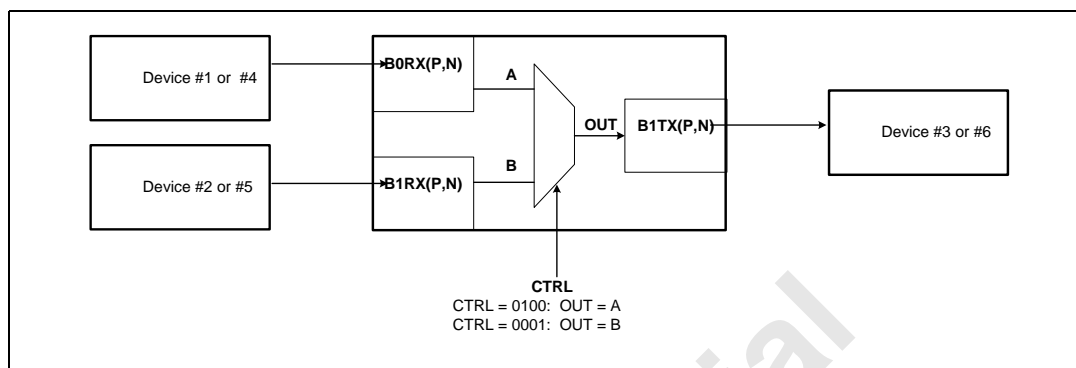 Device #1 or #4
B0RX(P,N)
A
OUT
B1TX(P,N)
Device #3 or #6
Device #2 or #5
B1RX(P,N)
B
CTRL
CTRL = 0100: OUT = A
CTRL = 0001: OUT = B
ial